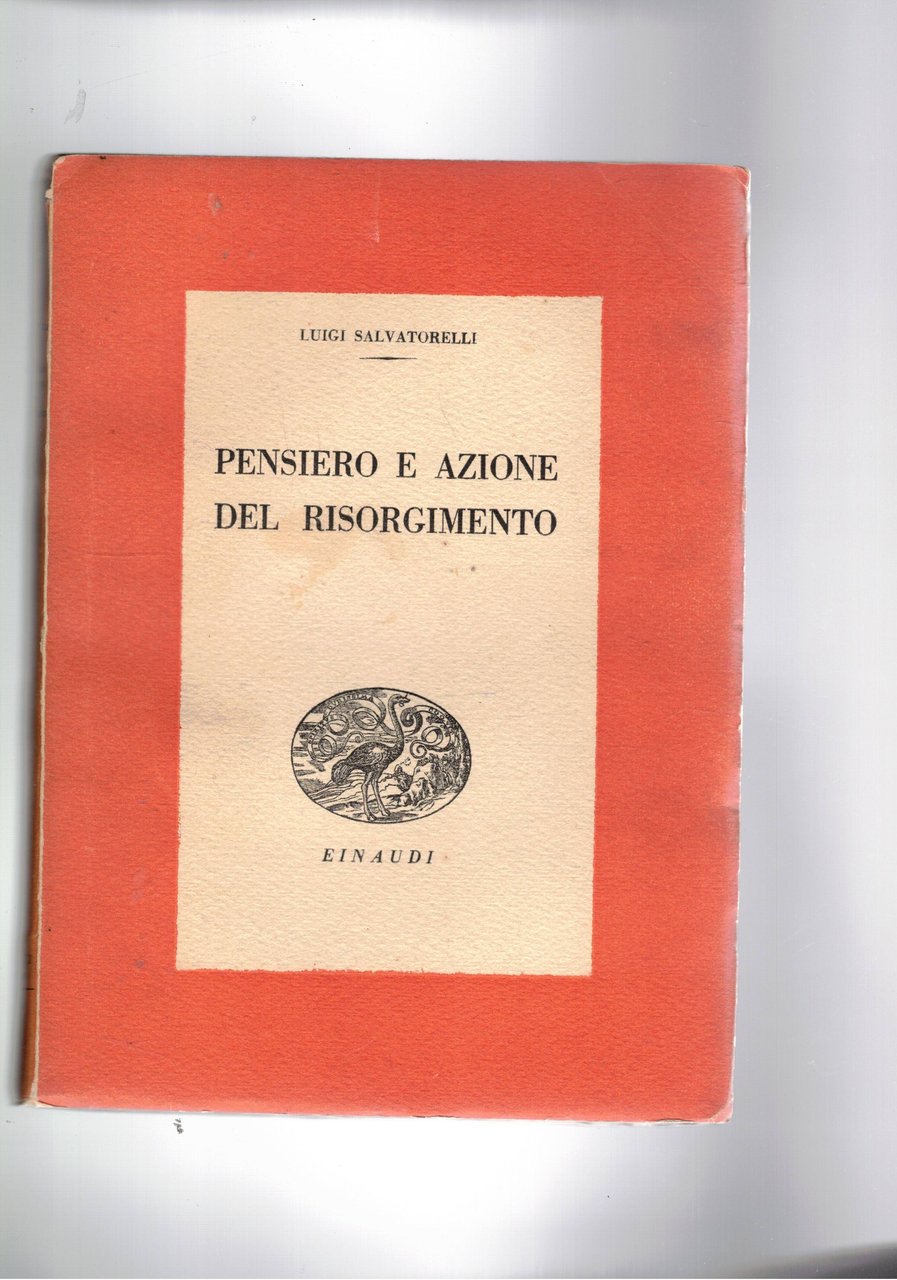 LUIGI SALVATORELLI
PENSIERO E AZIONE
DEL RISORGIMENTO
EINAUDI